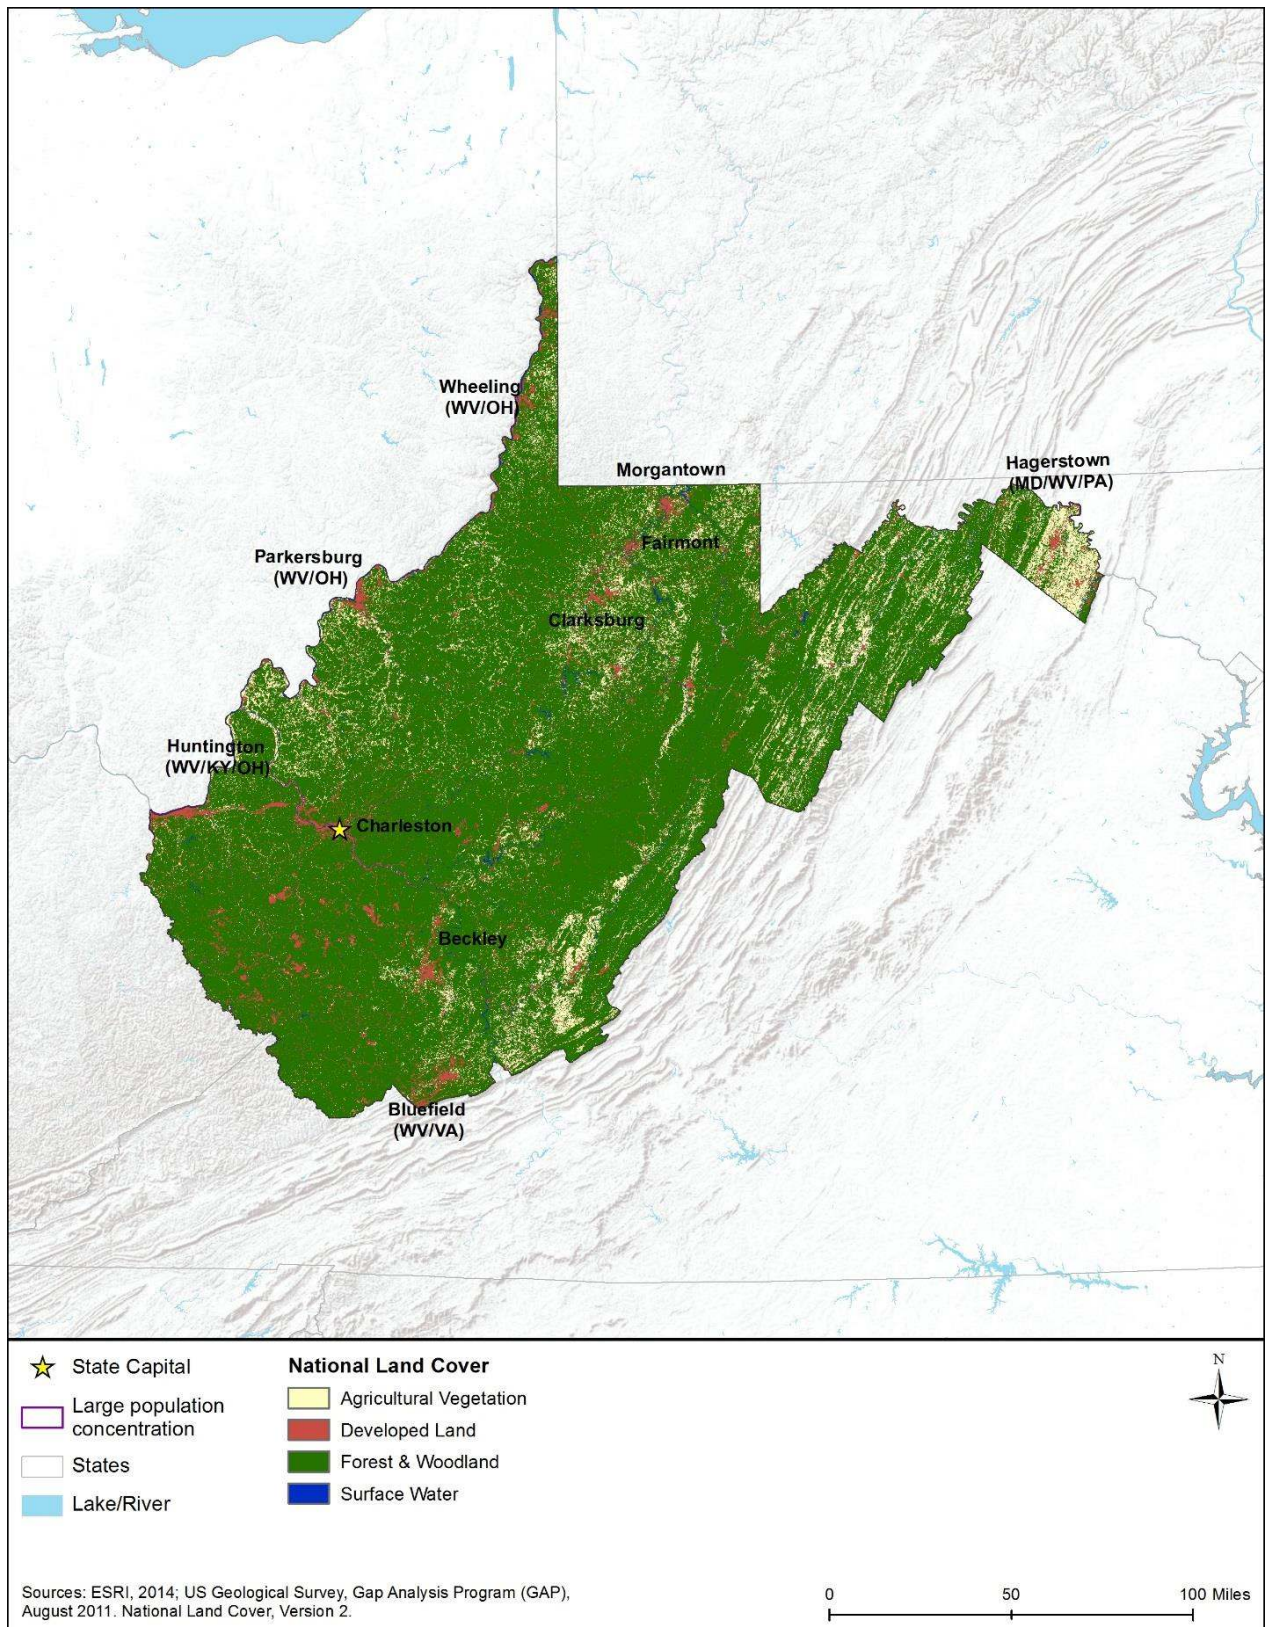 Wheeling
(WV/OH)
Morgantown
Hagerstown
(MD/WV/PA)
Fairmont
Parkersburg
(WV/OH)
Clarksburg
Huntington
(WV/KY/OH)
Charleston
Beckley
Bluefield
(WV/VA)
State Capital
Large population
concentration
States
Lake/River
National Land Cover
Agricultural Vegetation
Developed Land
Forest & Woodland
Surface Water
N
Sources: ESRI, 2014; US Geological Survey, Gap Analysis Program (GAP),
August 2011. National Land Cover, Version 2.
0 50 100 Miles